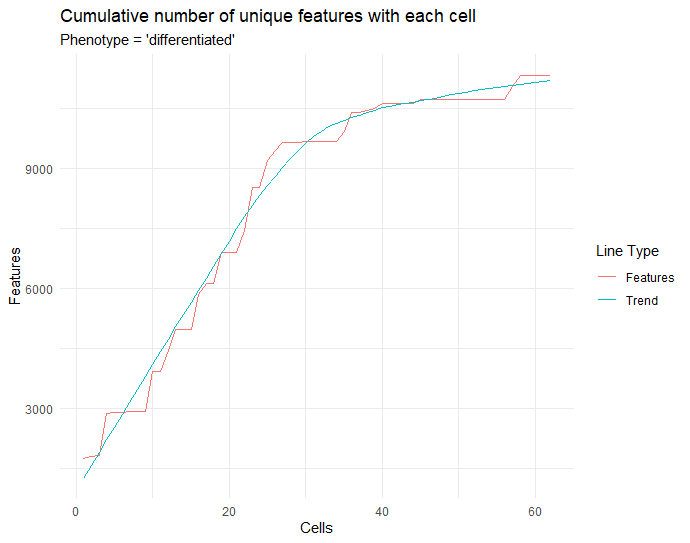 Cumulative number of unique features with each cell
Phenotype = 'differentiated'
9000
6000
3000
Features
0
20
40
60
Cells
Line Type
Features
Trend